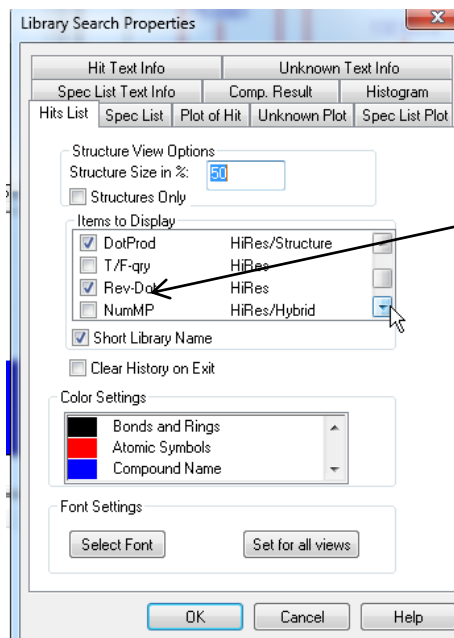 Library Search Properties
x
Hit Text Info Unknown Text Info
Spec List Text Info Comp. Result Histogram
Hits List Spec List Plot of Hit Unknown Plot Spec List Plot
Structure View Options
Structure Size in %: 50
Structures Only
Items to Display
DotProd HiRes/Structure
T/F-qry HiRes
Rev-Dot HiRes
NumMP HiRes/Hybrid
Short Library Name
Clear History on Exit
Color Settings
Bonds and Rings
Atomic Symbols
Compound Name
Font Settings
Select Font Set for all views
OK Cancel Help